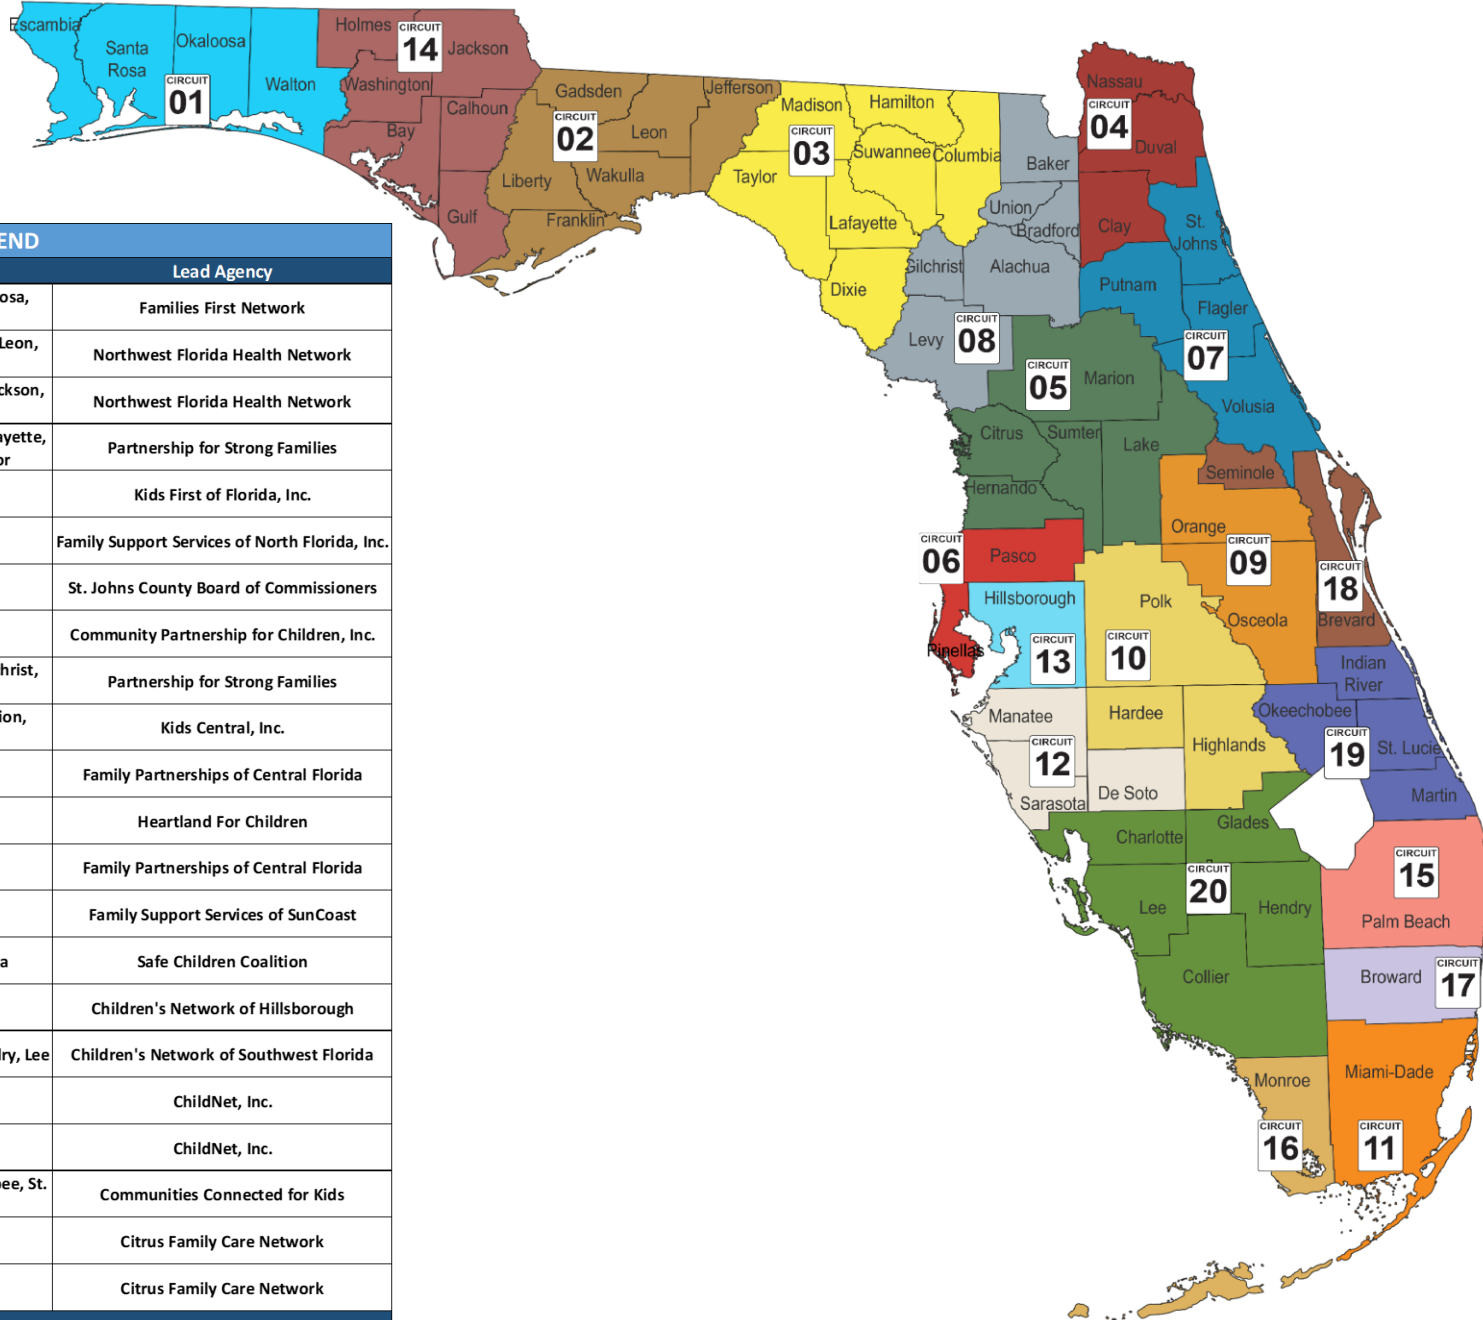 Escambia
Santa
Rosa
Okaloosa
Walton
CIRCUIT
01
Holmes
CIRCUIT
14
Jackson
Washington
Calhoun
Bay
Gulf
Gadsden
Jefferson
CIRCUIT
02
Leon
Liberty
Wakulla
Franklin
Madison
Hamilton
CIRCUIT
03
Suwannee
Columbia
Taylor
Lafayette
Dixie
Nassau
CIRCUIT
04
Duval
Clay
Baker
Union
Bradford
Gilchrist
Alachua
Levy
CIRCUIT
08
St.
Johns
Putnam
Flagler
CIRCUIT
07
Volusia
CIRCUIT
05
Marion
Citrus
Sumter
Lake
Hernando
Seminole
Orange
CIRCUIT
09
Osceola
CIRCUIT
06
Pasco
Pinellas
Hillsborough
CIRCUIT
13
Polk
CIRCUIT
10
CIRCUIT
18
Brevard
Indian
River
Okeechobee
CIRCUIT
19
St. Lucie
Martin
Manatee
Hardee
Highlands
CIRCUIT
12
Sarasota
De Soto
Charlotte
Glades
CIRCUIT
20
Lee
Hendry
Collier
CIRCUIT
15
Palm Beach
Broward
CIRCUIT
17
Monroe
CIRCUIT
16
Miami-Dade
CIRCUIT
11
END
Lead Agency
osa,
Families First Network
Leon,
Northwest Florida Health Network
ckson,
Northwest Florida Health Network
ayette,
or
Partnership for Strong Families
Kids First of Florida, Inc.
Family Support Services of North Florida, Inc.
St. Johns County Board of Commissioners
Community Partnership for Children, Inc.
hrist,
Partnership for Strong Families
ion,
Kids Central, Inc.
Family Partnerships of Central Florida
Heartland For Children
Family Partnerships of Central Florida
Family Support Services of SunCoast
a
Safe Children Coalition
Children's Network of Hillsborough
ry, Lee
Children's Network of Southwest Florida
ChildNet, Inc.
ChildNet, Inc.
ee, St.
Communities Connected for Kids
Citrus Family Care Network
Citrus Family Care Network